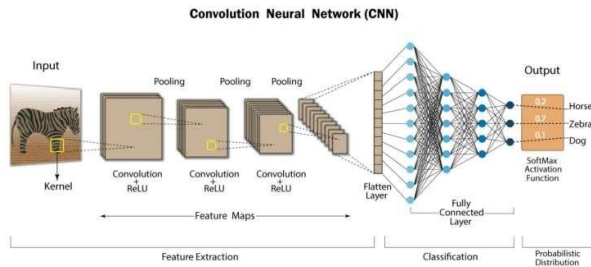 Convolution Neural Network (CNN)
Input
Pooling
Pooling
Pooling
Output
Kernel
Convolution
+
ReLU
Convolution
+
ReLU
Convolution
+
ReLU
Flatten
Layer
0.2
0.2
0.1
Horse
Zebra
Dog
SoftMax
Activation
Function
Feature Maps
Fully
Connected
Layer
Feature Extraction
Classification
Probabilistic
Distribution